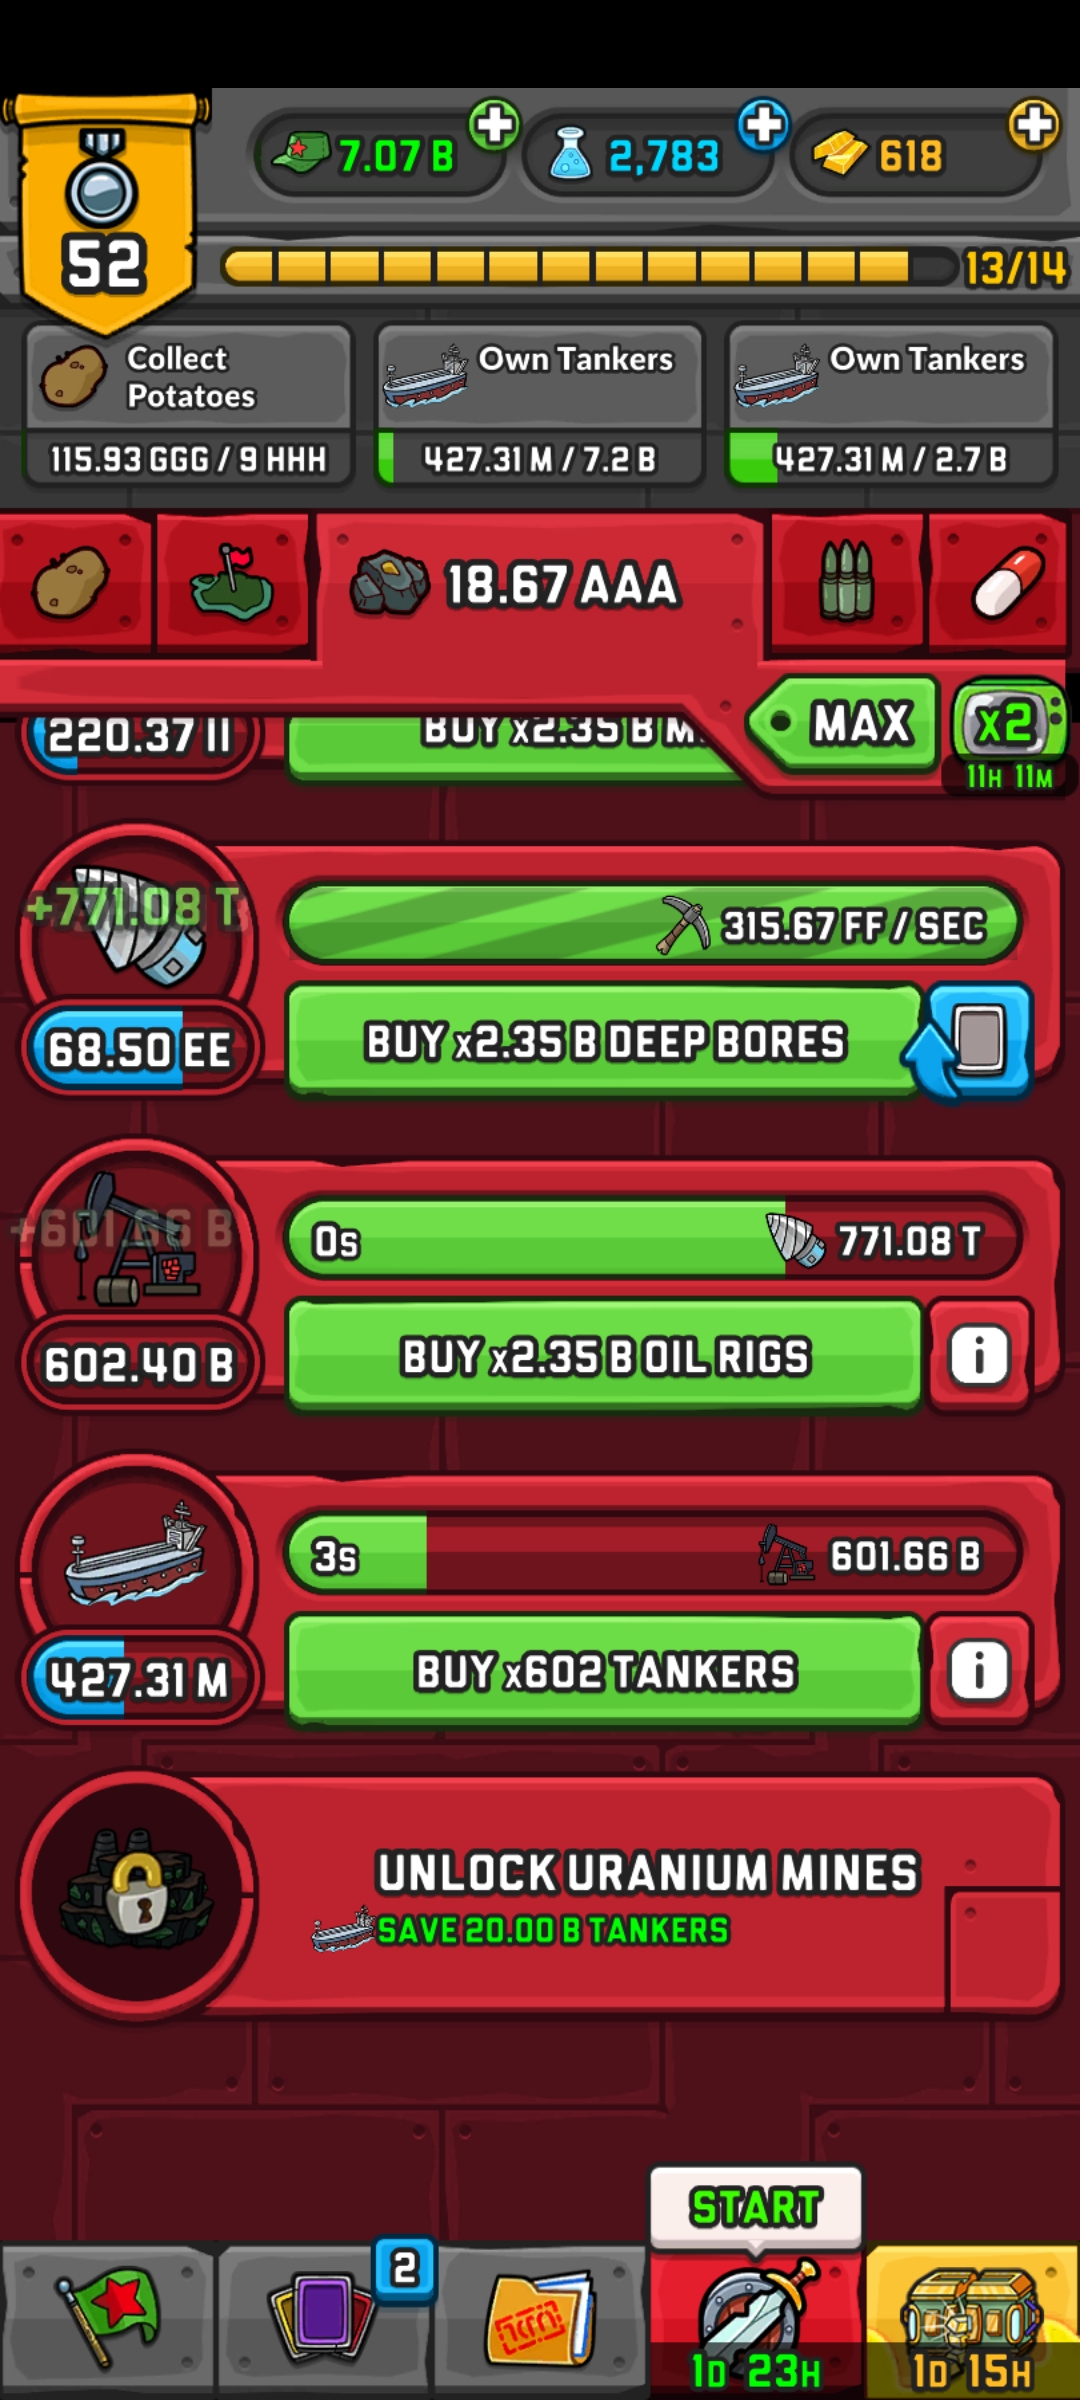 7.07 B
2,783
618
52
13/14
Collect
Potatoes
115.93 GGG / 9 HHH
Own Tankers
427.31 M / 7.2 B
Own Tankers
427.31 M / 2.7 B
18.67 AAA
MAX
x2
11H 11M
220.37 II
BUY x2.35 B
+771.08 T
315.67 FF / SEC
68.50 EE
BUY x2.35 B DEEP BORES
+601.66 B
0s
771.08 T
602.40 B
BUY x2.35 B OIL RIGS
3s
601.66 B
427.31 M
BUY x602 TANKERS
UNLOCK URANIUM MINES
SAVE 20.00 B TANKERS
START
2
1D 23H
1D 15H